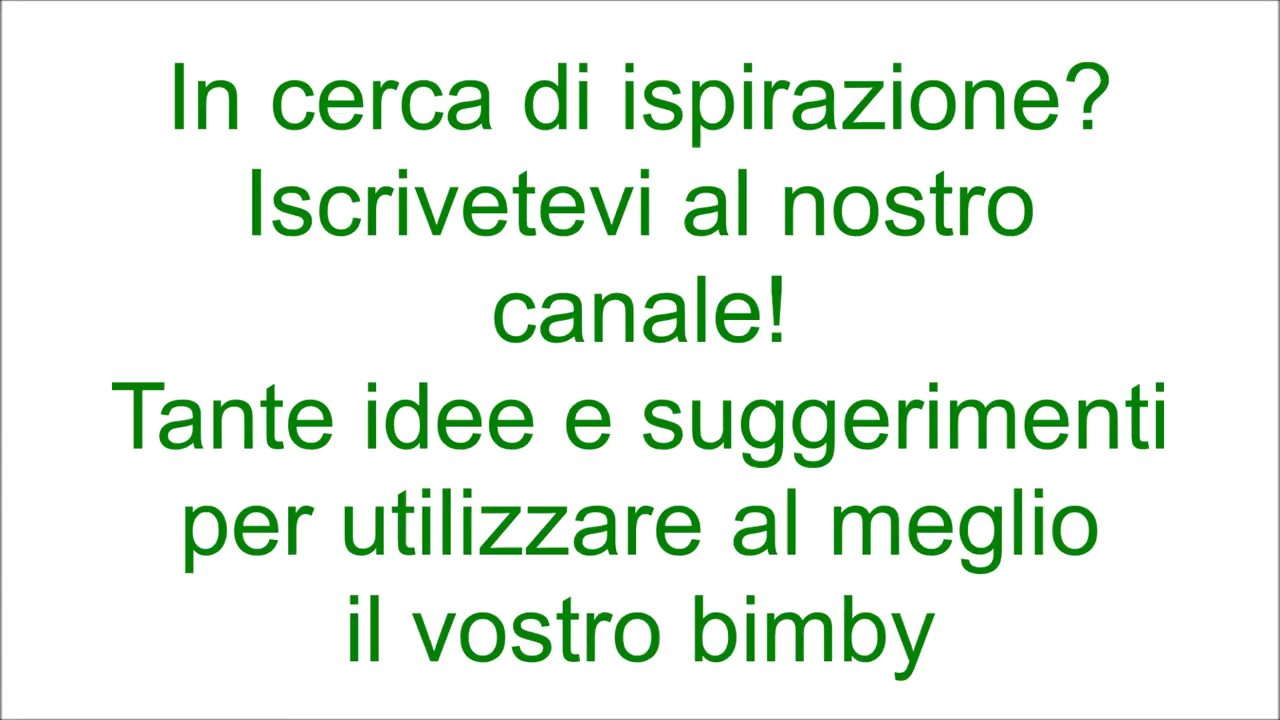 In cerca di ispirazione?
Iscrivetevi al nostro
canale!
Tante idee e suggerimenti
per utilizzare al meglio
il vostro bimby